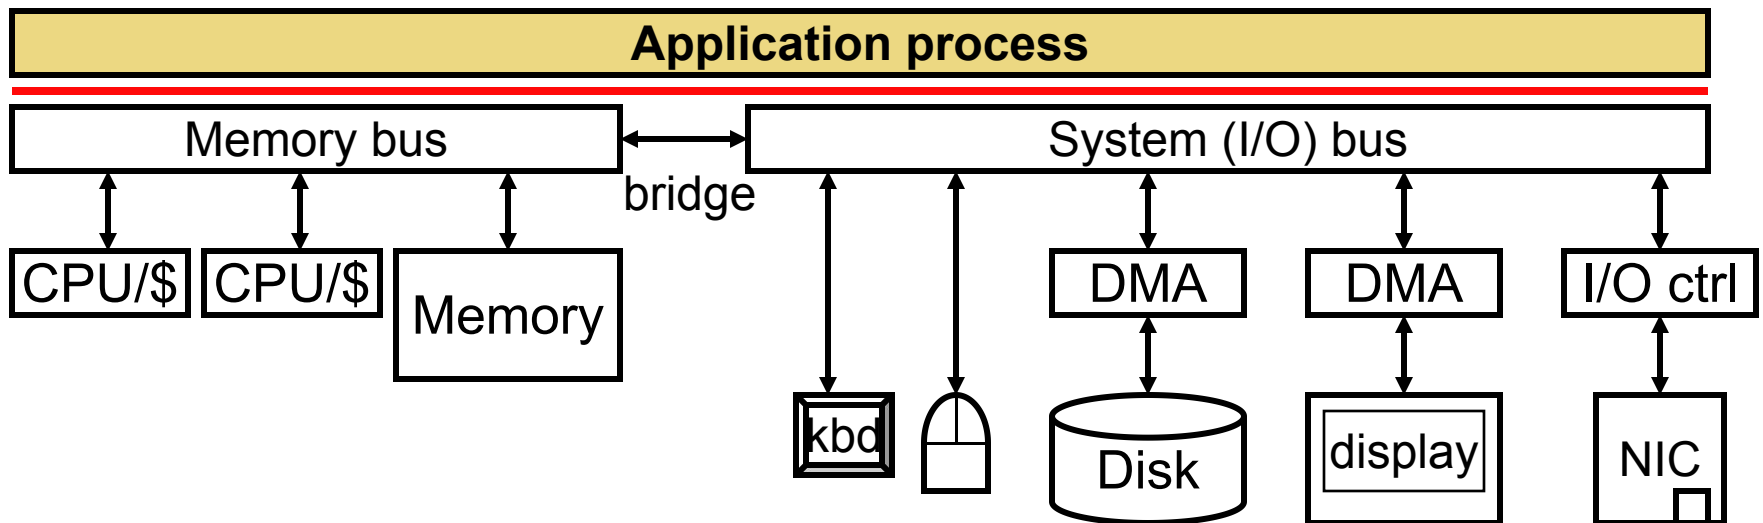 Application process
Memory bus
System (I/O) bus
bridge
CPU/$
CPU/$
Memory
DMA
DMA
I/O ctrl
kbd
Disk
display
NIC